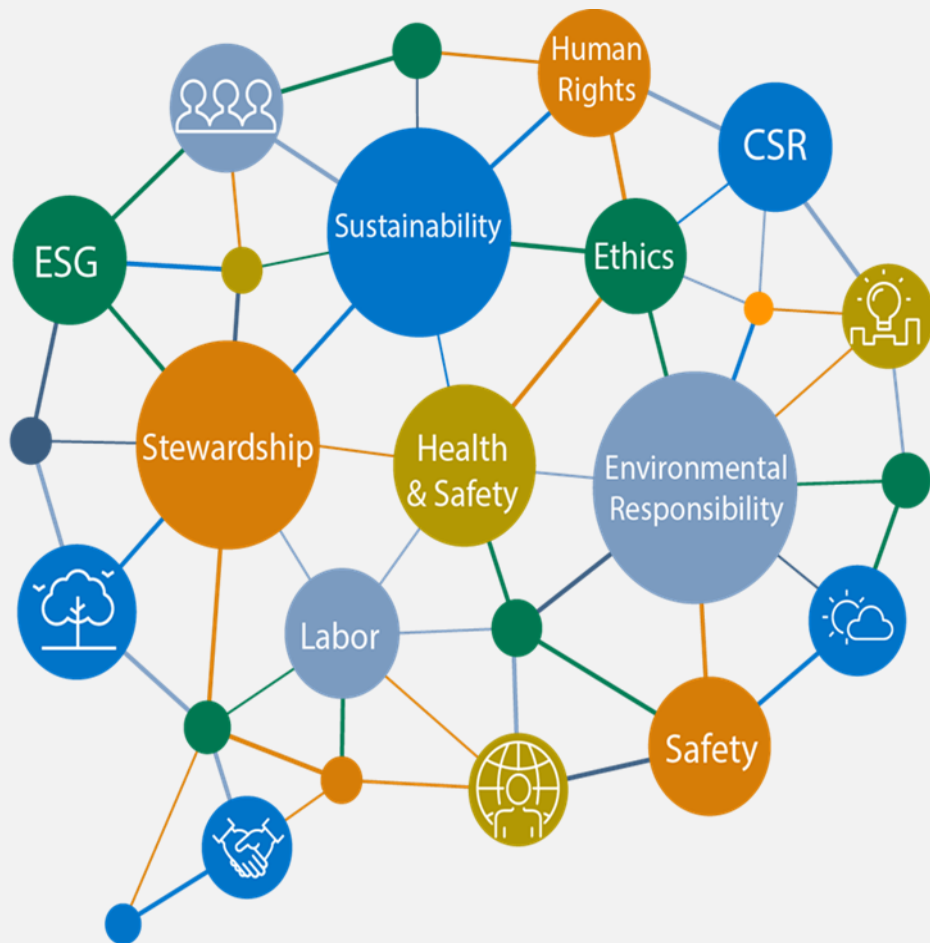 Human
Rights
CSR
Sustainability
ESG
Ethics
Stewardship
Health
& Safety
Environmental
Responsibility
Labor
Safety